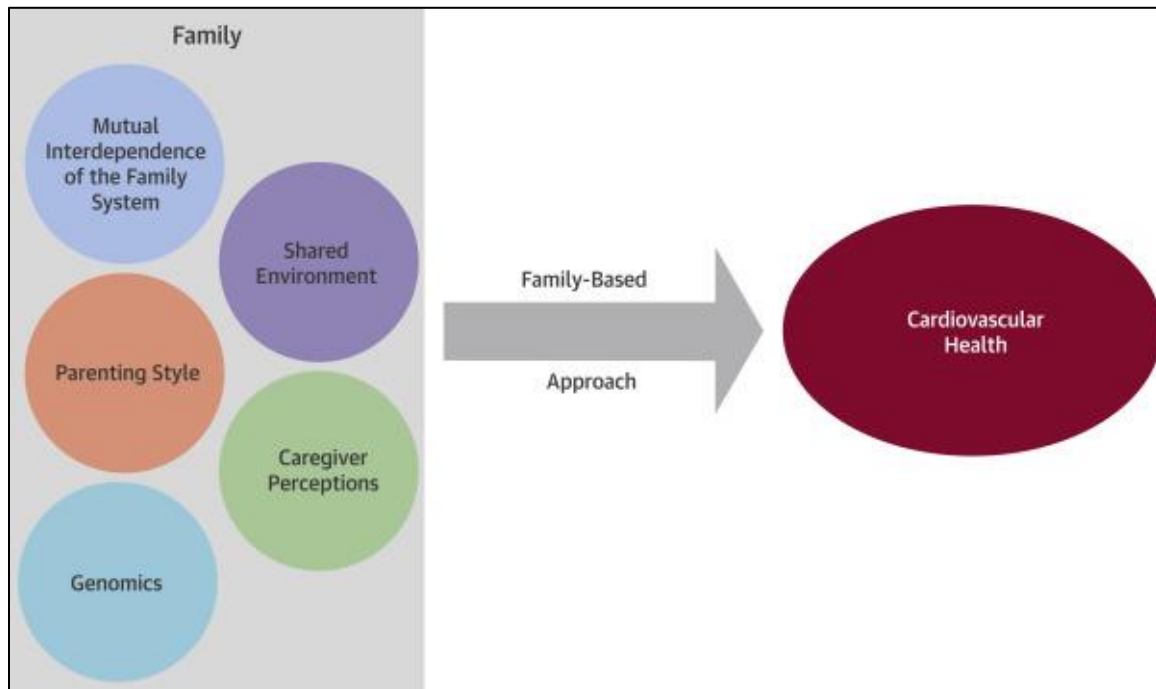 Family
Mutual
Interdependence
of the Family
System
Shared
Environment
Parenting Style
Caregiver
Perceptions
Genomics
Family-Based
Approach
Cardiovascular
Health